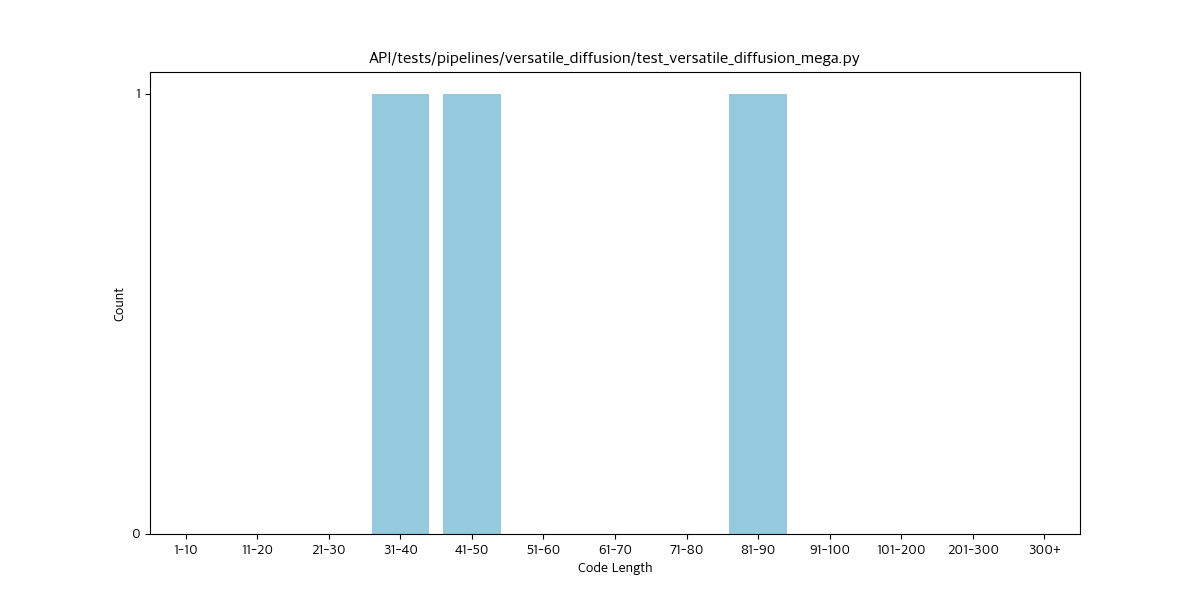 API/tests/pipelines/versatile_diffusion/test_versatile_diffusion_mega.py
1
Count
0
1-10 11-20 21-30 31-40 41-50 51-60 61-70 71-80 81-90 91-100 101-200 201-300 300+
Code Length